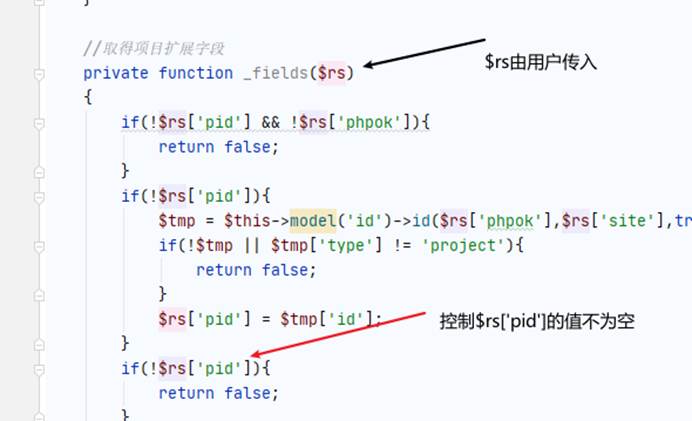 }
//取得项目扩展字段
private function _fields($rs)
$rs由用户传入
{
if(!$rs['pid'] && !$rs['phpok']){
return false;
}
if(!$rs['pid']){
$tmp = $this->model('id')->id($rs['phpok'],$rs['site'],tr
if(!$tmp || $tmp['type'] != 'project'){
return false;
}
$rs['pid'] = $tmp['id'];
控制$rs['pid']的值不为空
}
if(!$rs['pid']){
return false;
}